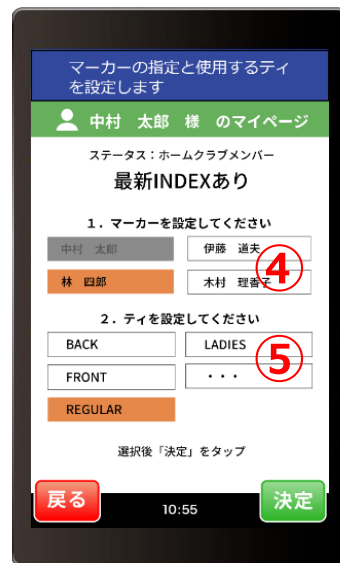 マーカーの指定と使用するティ
を設定します
中村 太郎 様 のマイページ
ステータス：ホームクラブメンバー
最新INDEXあり
1．マーカーを設定してください
中村 太郎
伊藤 道夫
④
林 四郎
木村 理香子
2．ティを設定してください
BACK
LADIES
⑤
FRONT
・・・
REGULAR
選択後「決定」をタップ
戻る
10:55
決定